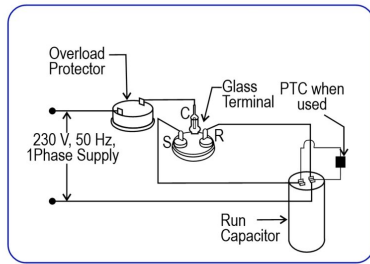 Overload
Protector
Glass
Terminal
PTC when
used
C
S
R
230 V, 50 Hz,
1Phase Supply
Run
Capacitor